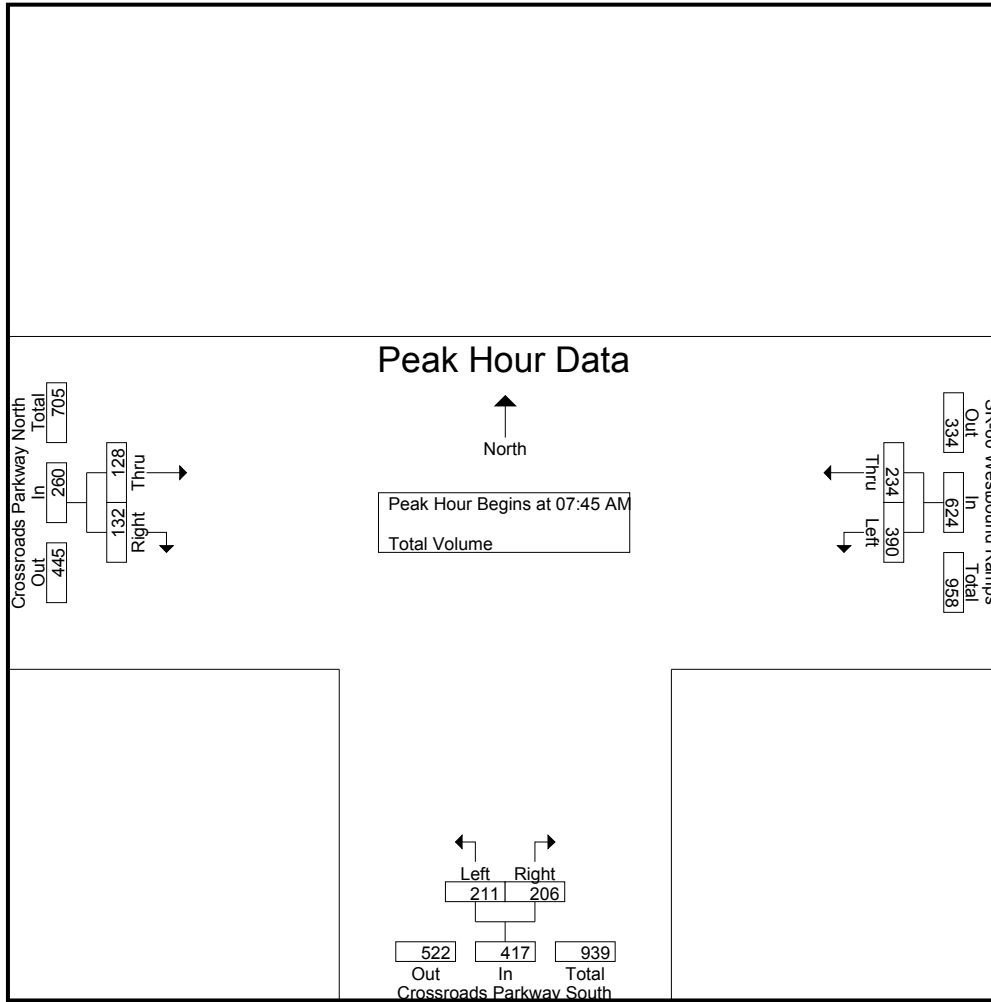 Peak Hour Data
North
Peak Hour Begins at 07:45 AM
Total Volume
Crossroads Parkway North
Out In Total
445 260 705
132 128
Right Thru
Westbound Ramps
Out In Total
334 624 958
234 390
Thru Left
Left Right
211 206
522 417 939
Out In Total
Crossroads Parkway South